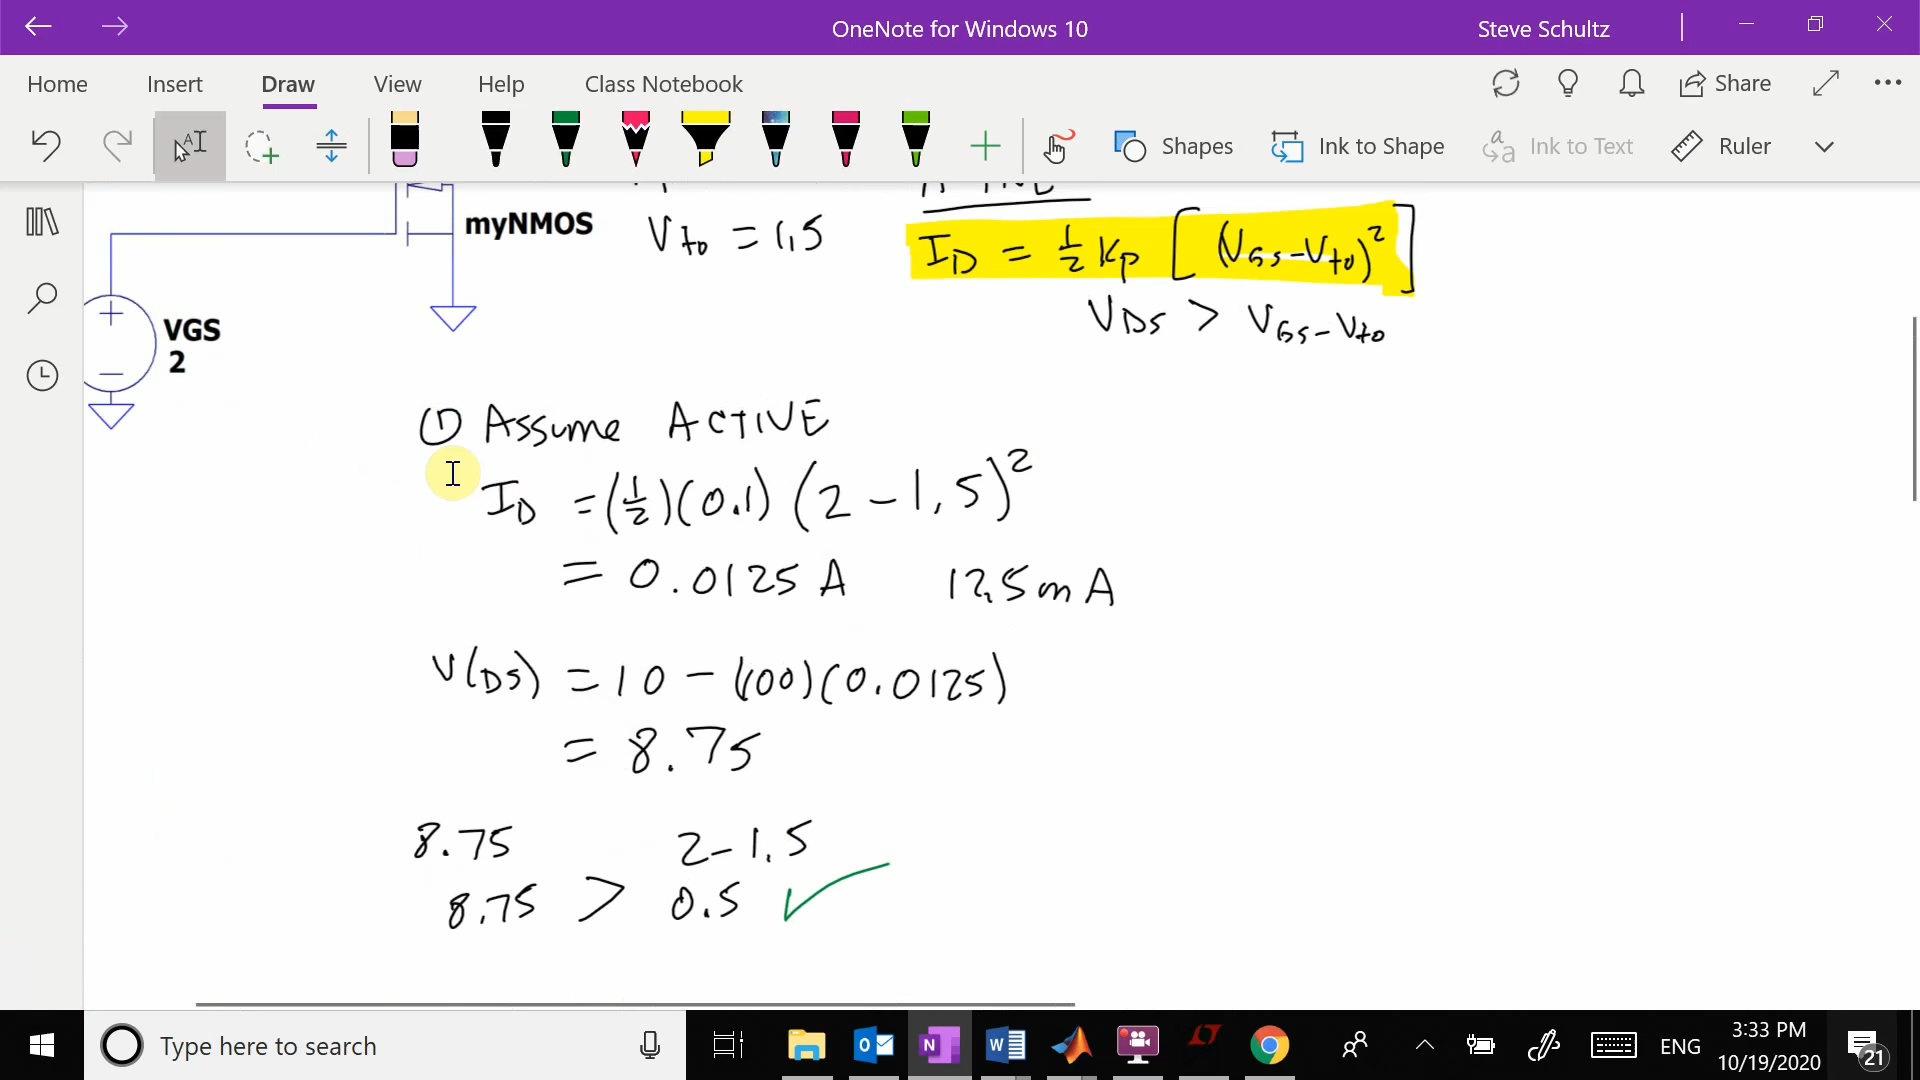 OneNote for Windows 10
Steve Schultz
Home Insert Draw View Help Class Notebook
Share
Shapes Ink to Shape Ink to Text Ruler
myNMOS
Vto = 1,5
ID = 1/2 Kp [ (VGS-Vto)² ]
VDS > VGS-Vto
VGS
2
① Assume ACTIVE
ID = (1/2)(0.1) (2 - 1,5)²
= 0.0125 A 12,5 mA
V(DS) = 10 - (100)(0.0125)
= 8.75
8.75 2-1.5
8.75 > 0.5 ✓
Type here to search
ENG
3:33 PM
10/19/2020
21